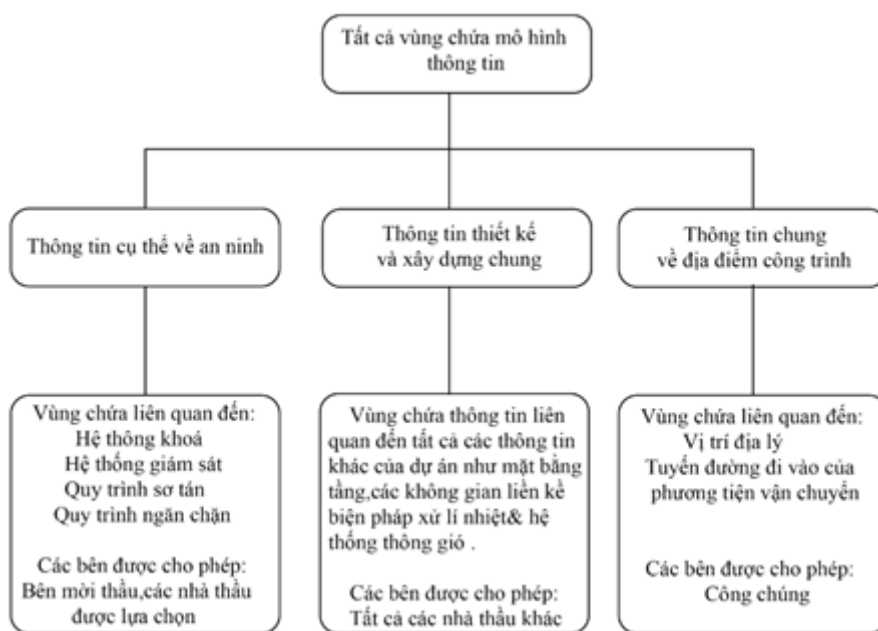 Tất cả vùng chứa mô hình
thông tin
Thông tin cụ thể về an ninh
Thông tin thiết kế
và xây dựng chung
Thông tin chung
về địa điểm công trình
Vùng chứa liên quan đến:
Hệ thông khoá
Hệ thống giám sát
Quy trình sơ tán
Quy trình ngăn chặn
Các bên được cho phép:
Bên mời thầu,các nhà thầu
được lựa chọn
Vùng chứa thông tin liên
quan đến tất cả các thông tin
khác của dự án như mặt bằng
tầng,các không gian liền kề
biện pháp xử lí nhiệt& hệ
thống thông gió .
Các bên được cho phép:
Tất cả các nhà thầu khác
Vùng chứa liên quan đến:
Vị trí địa lý
Tuyến đường đi vào của
phương tiện vận chuyển
Các bên được cho phép:
Công chúng